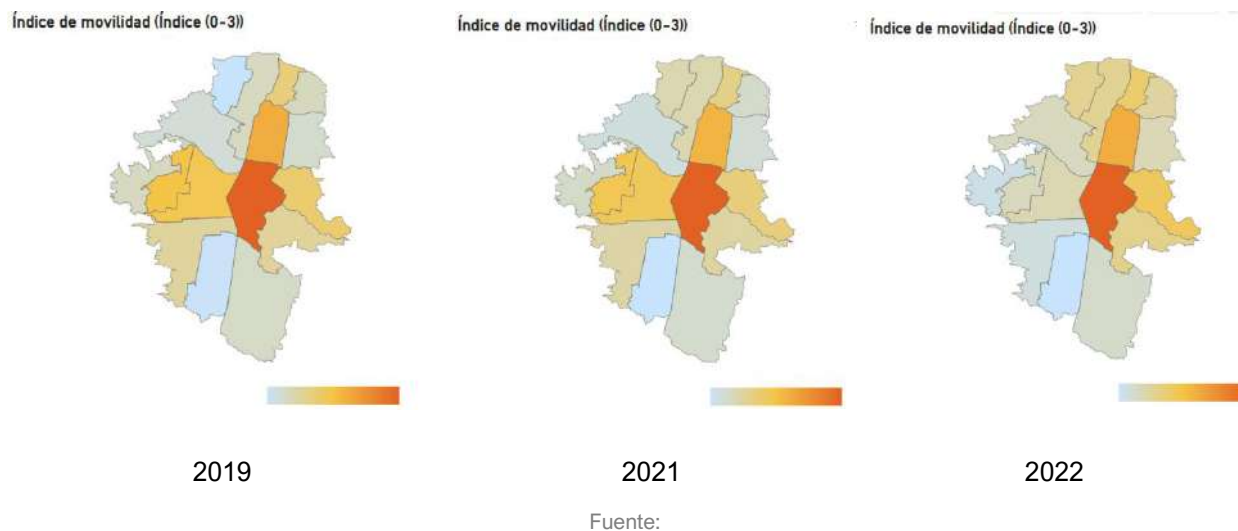 Índice de movilidad (Índice (0-3))
Índice de movilidad (Índice (0-3))
Índice de movilidad (Índice (0-3))
2019
2021
2022
Fuente: